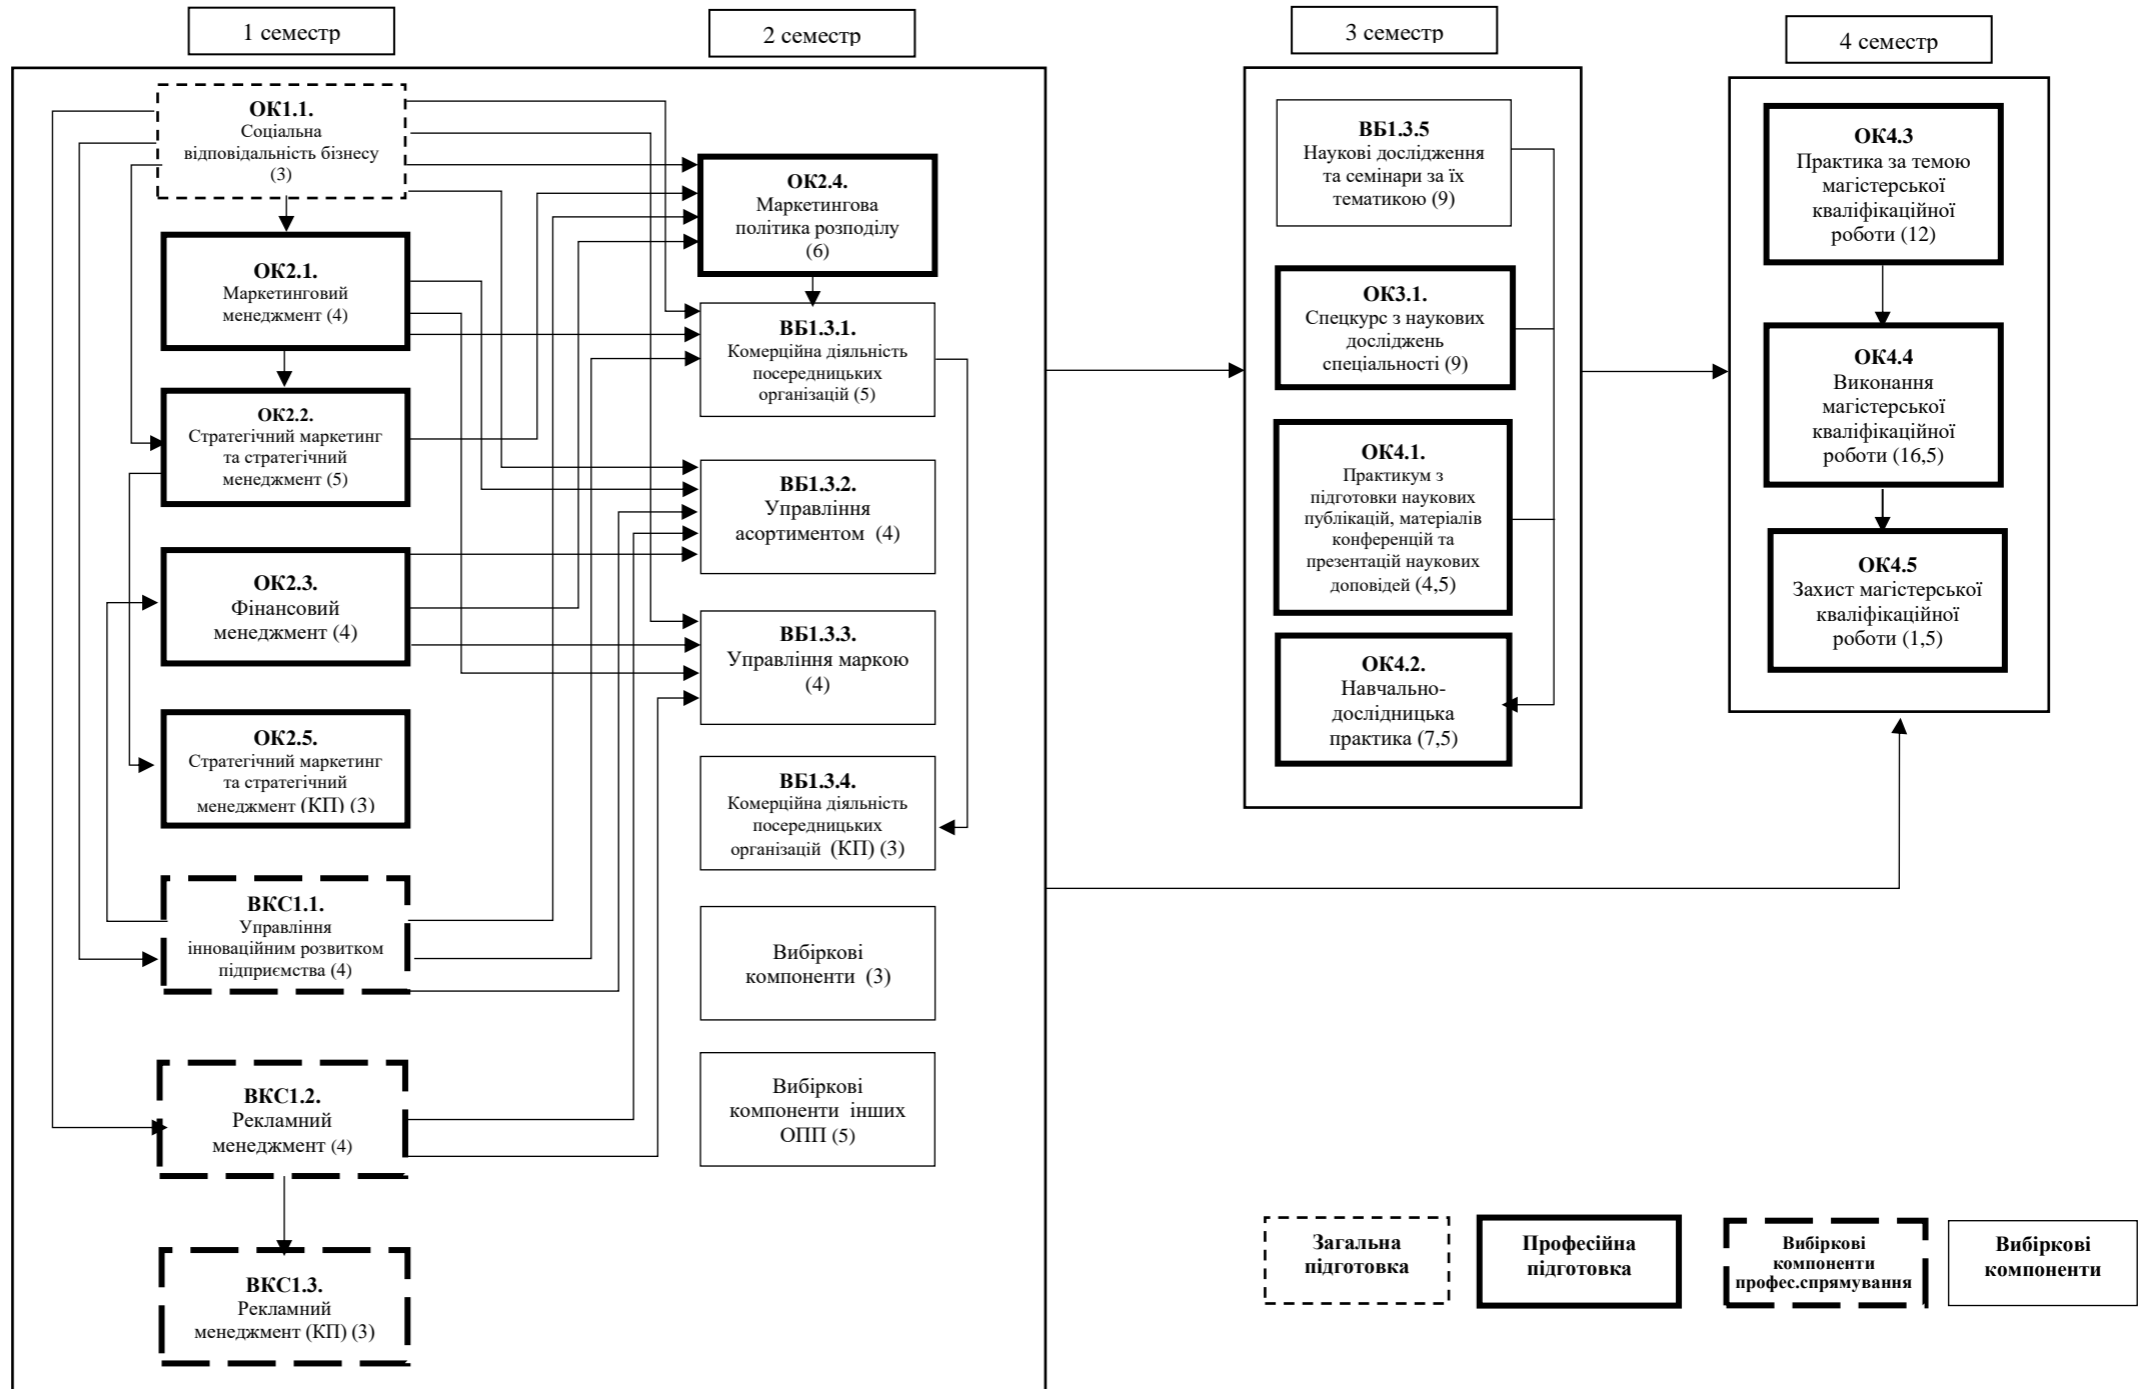 1 семестр
2 семестр
3 семестр
4 семестр
ОК1.1.
Соціальна
відповідальність бізнесу
(3)
ОК2.1.
Маркетинговий
менеджмент (4)
ОК2.2.
Стратегічний маркетинг
та стратегічний
менеджмент (5)
ОК2.3.
Фінансовий
менеджмент (4)
ОК2.5.
Стратегічний маркетинг
та стратегічний
менеджмент (КП) (3)
ВКС1.1.
Управління
інноваційним розвитком
підприємства (4)
ВКС1.2.
Рекламний
менеджмент (4)
ВКС1.3.
Рекламний
менеджмент (КП) (3)
ОК2.4.
Маркетингова
політика розподілу
(6)
ВБ1.3.1.
Комерційна діяльність
посередницьких
організацій (5)
ВБ1.3.2.
Управління
асортиментом (4)
ВБ1.3.3.
Управління маркою
(4)
ВБ1.3.4.
Комерційна діяльність
посередницьких
організацій (КП) (3)
Вибіркові
компоненти (3)
Вибіркові
компоненти інших
ОПП (5)
ВБ1.3.5
Наукові дослідження
та семінари за їх
тематикою (9)
ОК3.1.
Спецкурс з наукових
досліджень
спеціальності (9)
ОК4.1.
Практикум з
підготовки наукових
публікацій, матеріалів
конференцій та
презентацій наукових
доповідей (4,5)
ОК4.2.
Навчально-
дослідницька
практика (7,5)
ОК4.3
Практика за темою
магістерської
кваліфікаційної
роботи (12)
ОК4.4
Виконання
магістерської
кваліфікаційної
роботи (16,5)
ОК4.5
Захист магістерської
кваліфікаційної
роботи (1,5)
Загальна
підготовка
Професійна
підготовка
Вибіркові
компоненти
профес.спрямування
Вибіркові
компоненти